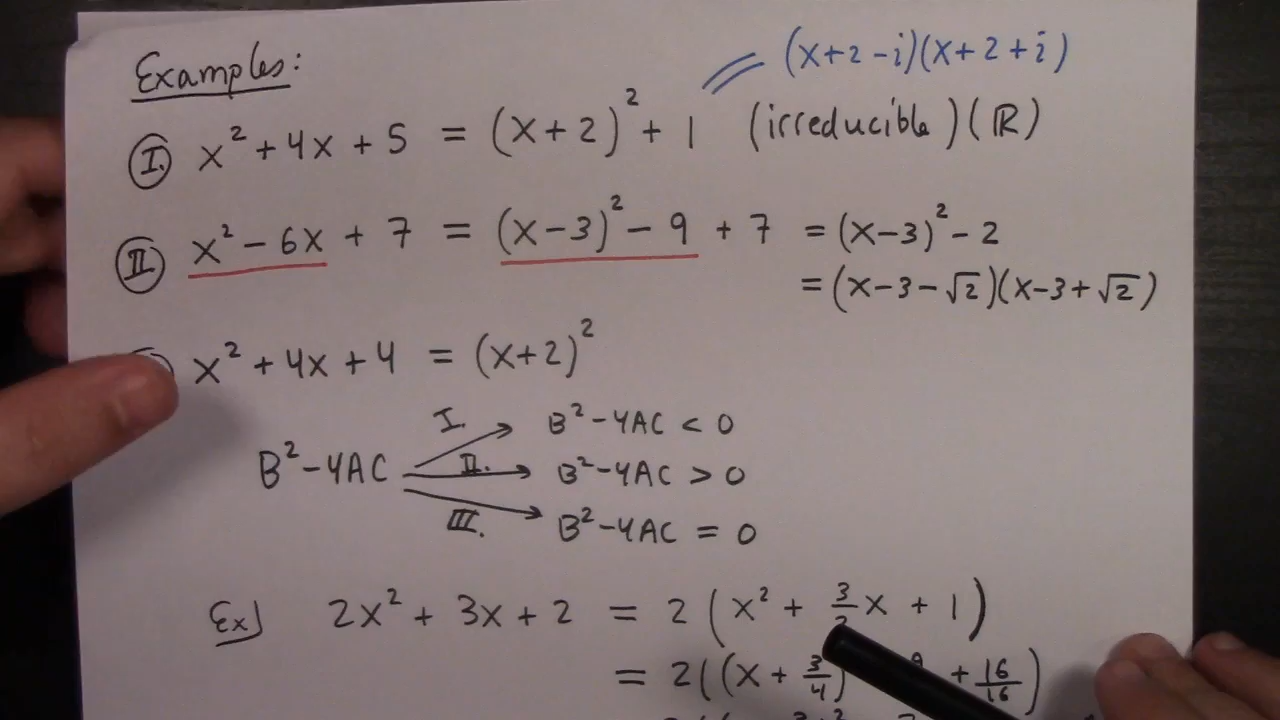 Examples:
= (x+2-i)(x+2+i)
I. x² + 4x + 5 = (x+2)² + 1 (irreducible) (ℝ)
II. x² - 6x + 7 = (x-3)² - 9 + 7 = (x-3)² - 2
= (x-3-√2)(x-3+√2)
x² + 4x + 4 = (x+2)²
I. B²-4AC < 0
B²-4AC II. B²-4AC > 0
III. B²-4AC = 0
Ex) 2x² + 3x + 2 = 2(x² + 3/2 x + 1)
= 2((x + 3/4) + 16/16)